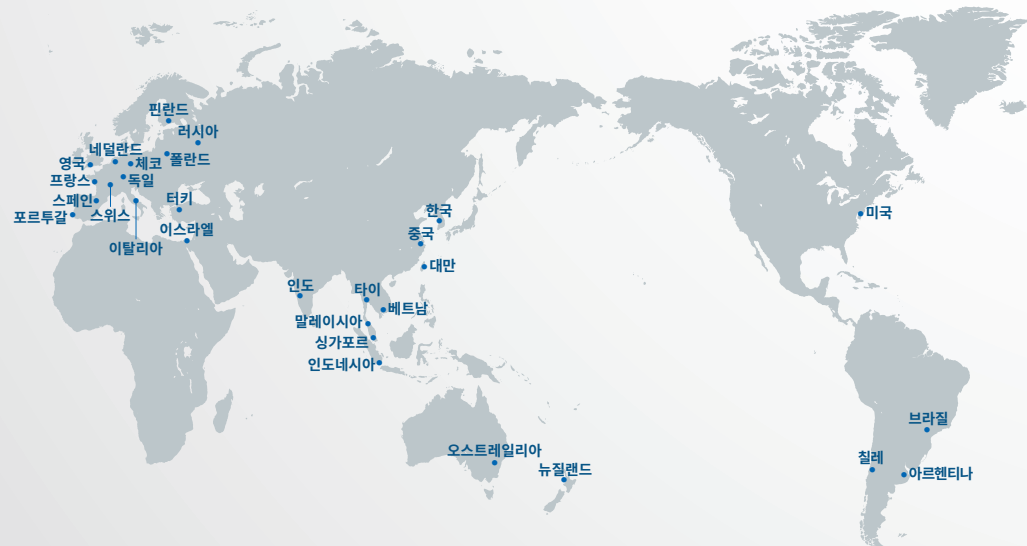 핀란드
러시아
네덜란드
영국
체코
폴란드
프랑스
독일
스페인
터키
포르투갈
스위스
이스라엘
이탈리아
한국
미국
중국
대만
인도
타이
베트남
말레이시아
싱가포르
인도네시아
브라질
오스트레일리아
칠레
뉴질랜드
아르헨티나